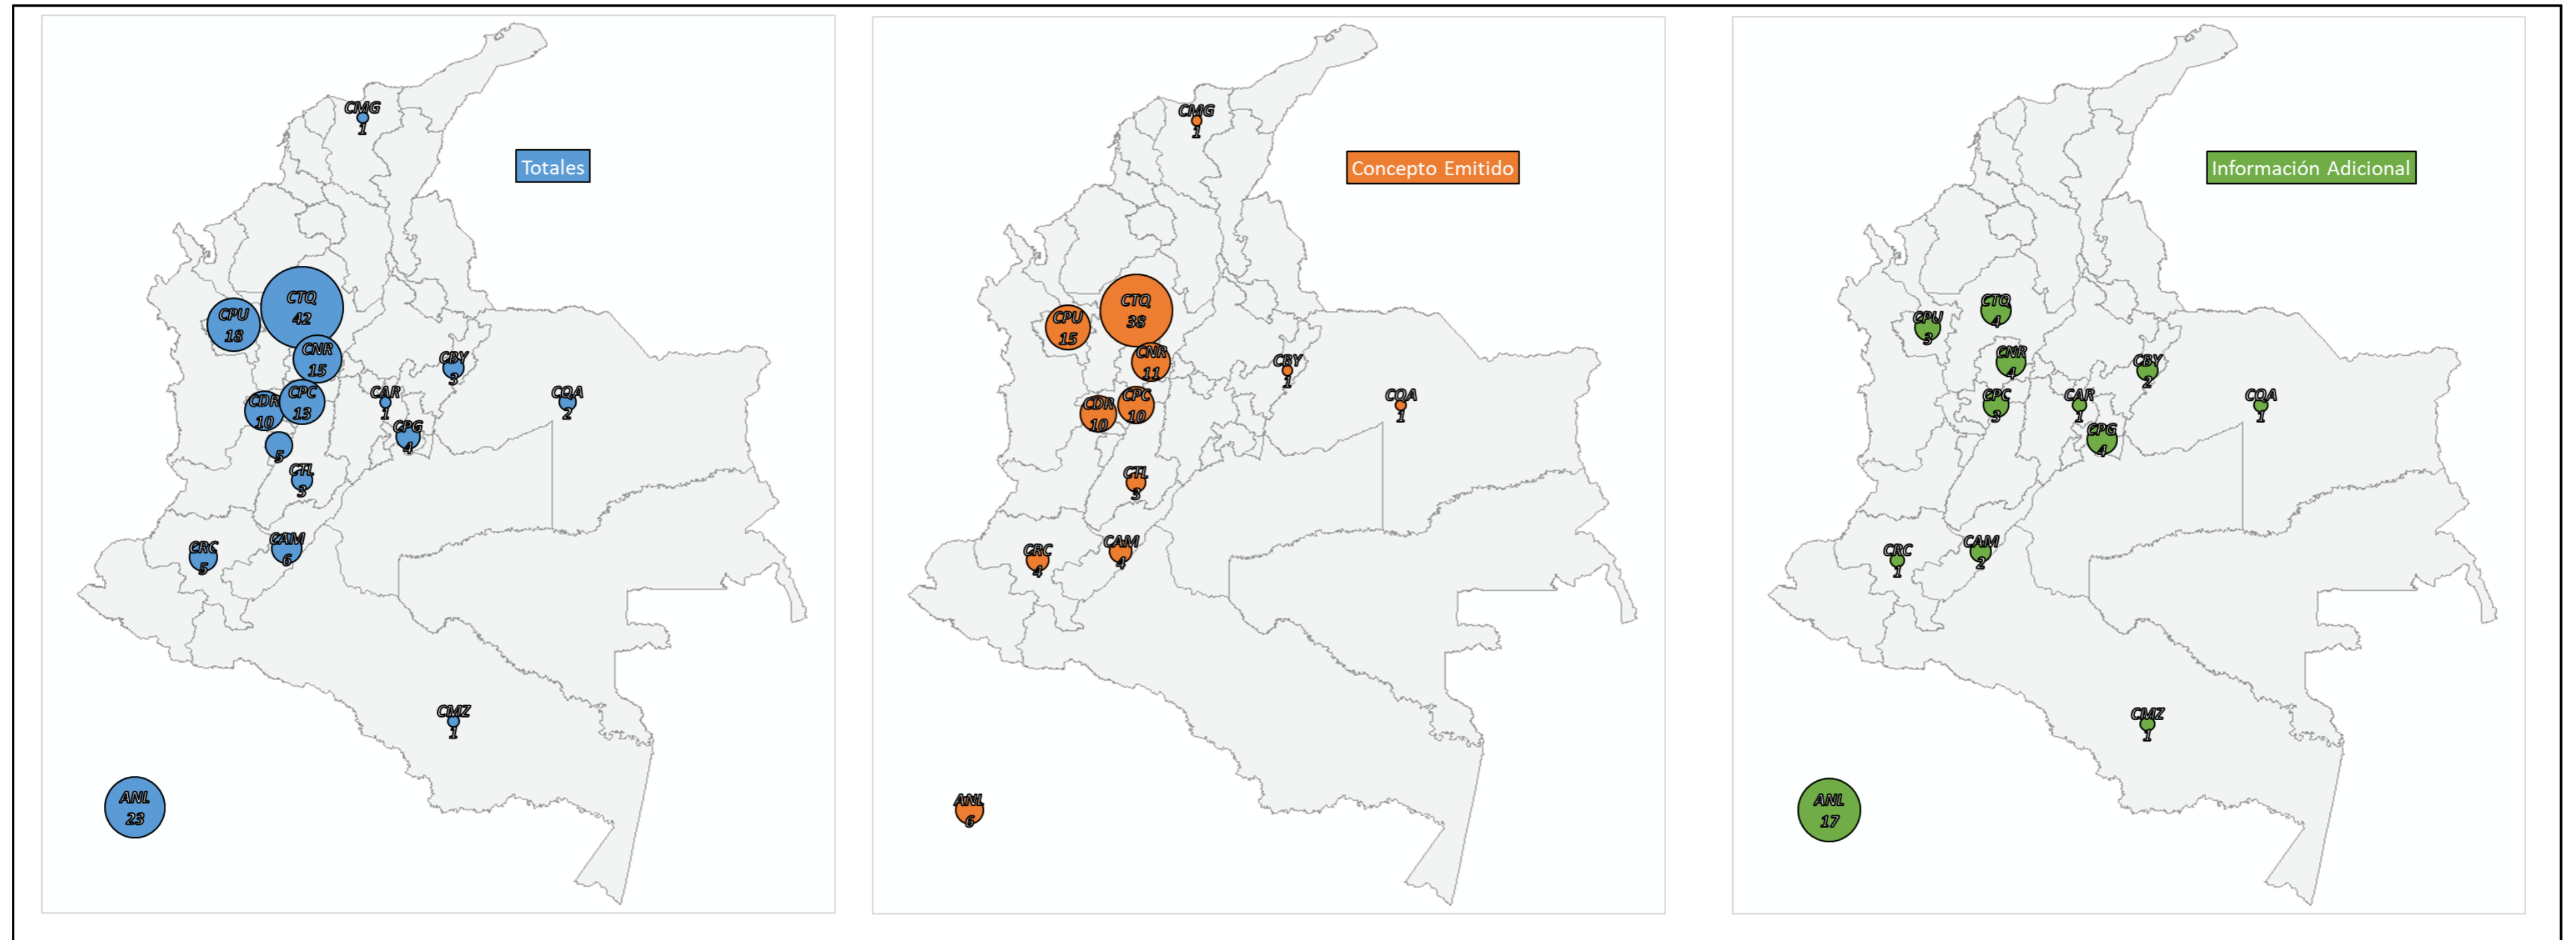 CMG
1
Totales
CTQ
42
CPU
18
CNR
15
CBY
3
CAR
1
CQA
2
CDR
10
CPC
13
CPG
4
5
CTL
3
CRC
5
CAM
6
CMZ
1
ANL
23
CMG
1
Concepto Emitido
CTQ
38
CPU
15
CNR
11
CBY
1
CQA
1
CDR
10
CPC
10
CTL
3
CRC
4
CAM
4
ANL
6
Información Adicional
CTQ
4
CPU
3
CNR
4
CBY
2
CPC
3
CAR
1
CQA
1
CPG
4
CRC
1
CAM
2
CMZ
1
ANL
17